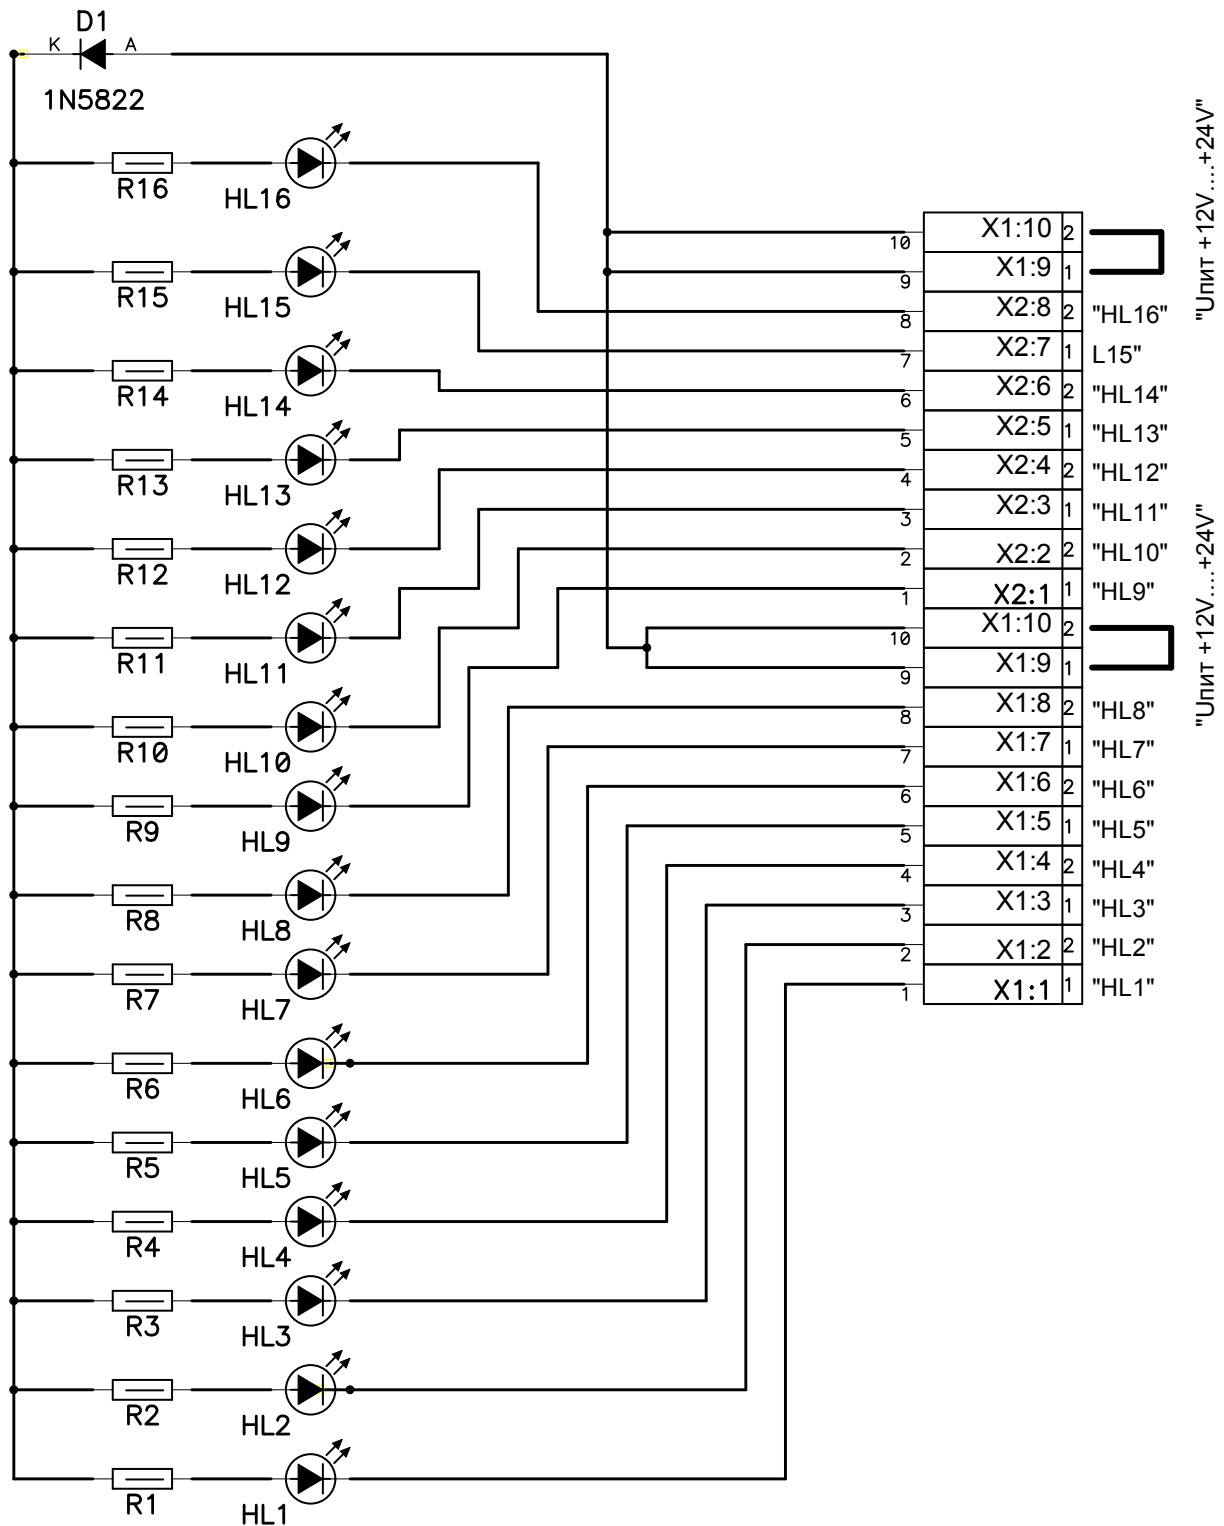 D1
K A
1N5822
R16 HL16
R15 HL15
R14 HL14
R13 HL13
R12 HL12
R11 HL11
R10 HL10
R9 HL9
R8 HL8
R7 HL7
R6 HL6
R5 HL5
R4 HL4
R3 HL3
R2 HL2
R1 HL1
10 X1:10 2
9 X1:9 1
8 X2:8 2 "HL16"
7 X2:7 1 L15"
6 X2:6 2 "HL14"
5 X2:5 1 "HL13"
4 X2:4 2 "HL12"
3 X2:3 1 "HL11"
2 X2:2 2 "HL10"
1 X2:1 1 "HL9"
10 X1:10 2
9 X1:9 1
8 X1:8 2 "HL8"
7 X1:7 1 "HL7"
6 X1:6 2 "HL6"
5 X1:5 1 "HL5"
4 X1:4 2 "HL4"
3 X1:3 1 "HL3"
2 X1:2 2 "HL2"
1 X1:1 1 "HL1"
"Uпит +12V....+24V"
"Uпит +12V....+24V"